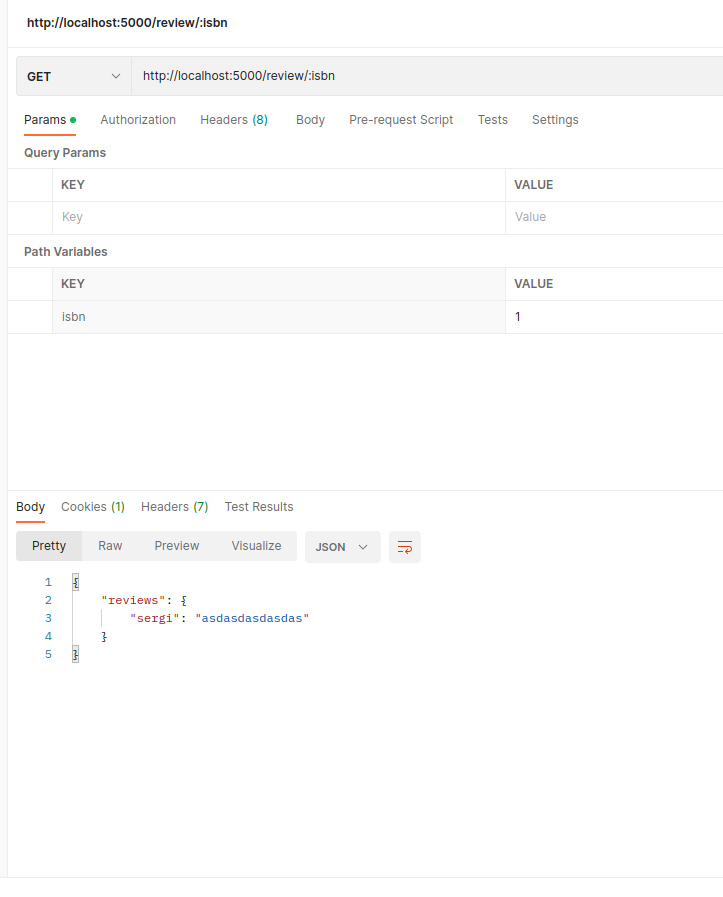 http://localhost:5000/review/:isbn
GET http://localhost:5000/review/:isbn
Params Authorization Headers (8) Body Pre-request Script Tests Settings
Query Params
KEY VALUE
Key Value
Path Variables
KEY VALUE
isbn 1
Body Cookies (1) Headers (7) Test Results
Pretty Raw Preview Visualize JSON
1 {
2 "reviews": {
3 "sergi": "asdasdasdasdas"
4 }
5 }